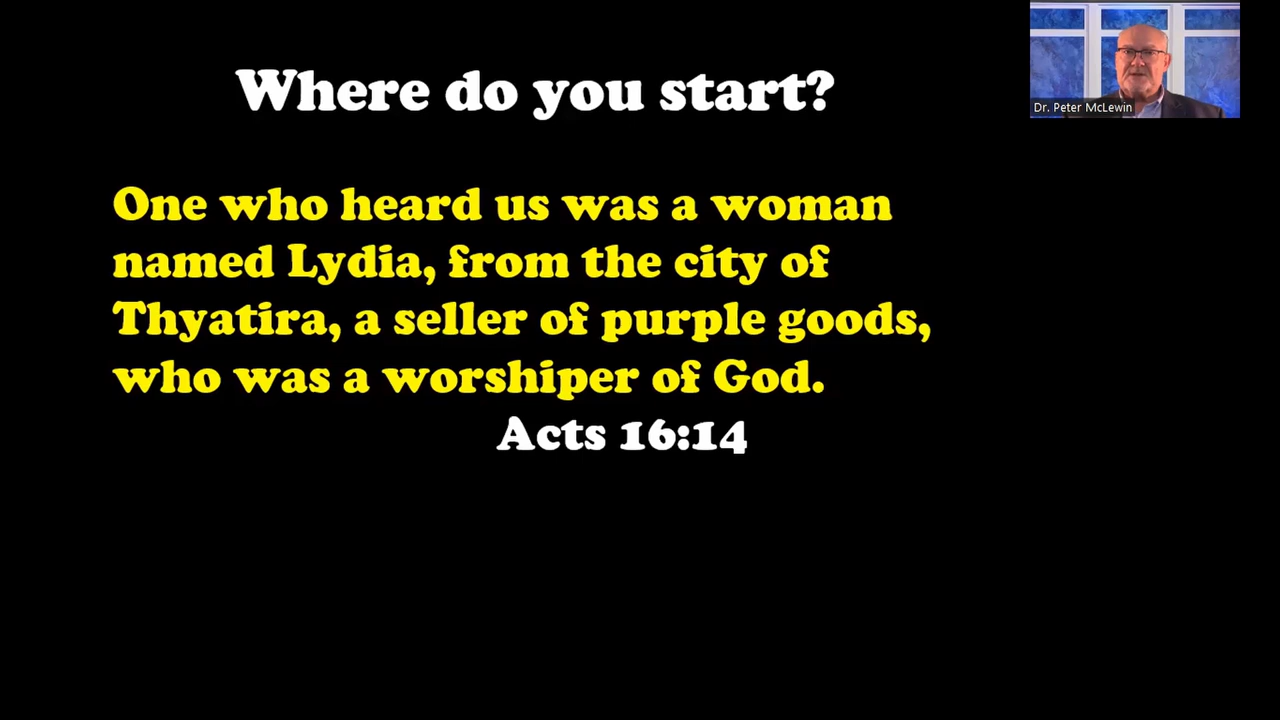 Where do you start?
Dr. Peter McLewin
One who heard us was a woman
named Lydia, from the city of
Thyatira, a seller of purple goods,
who was a worshiper of God.
Acts 16:14